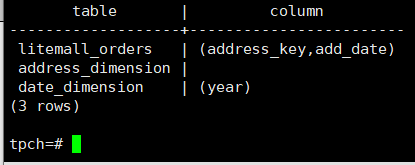 table | column
-------------------+-------------------------
litemall_orders | (address_key,add_date)
address_dimension |
date_dimension | (year)
(3 rows)
tpch=#